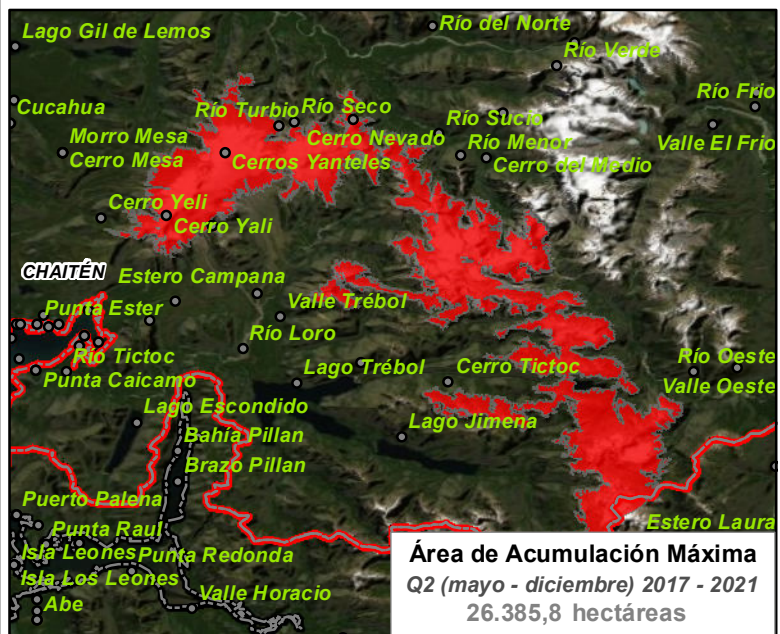 Río del Norte
Lago Gil de Lemos
Río Verde
Río Frio
Cucahua
Río Turbio
Río Seco
Río Sucio
Morro Mesa
Cerro Nevado
Río Menor
Valle El Frio
Cerro Mesa
Cerros Yanteles
Cerro del Medio
Cerro Yeli
Cerro Yali
CHAITÉN
Estero Campana
Punta Ester
Valle Trébol
Río Loro
Río Tictoc
Lago Trébol
Cerro Tictoc
Río Oeste
Punta Caicamo
Valle Oeste
Lago Escondido
Lago Jimena
Bahía Pillan
Brazo Pillan
Puerto Palena
Punta Raul
Estero Laura
Isla Leones
Punta Redonda
Isla Los Leones
Valle Horacio
Abe
Área de Acumulación Máxima
Q2 (mayo - diciembre) 2017 - 2021
26.385,8 hectáreas